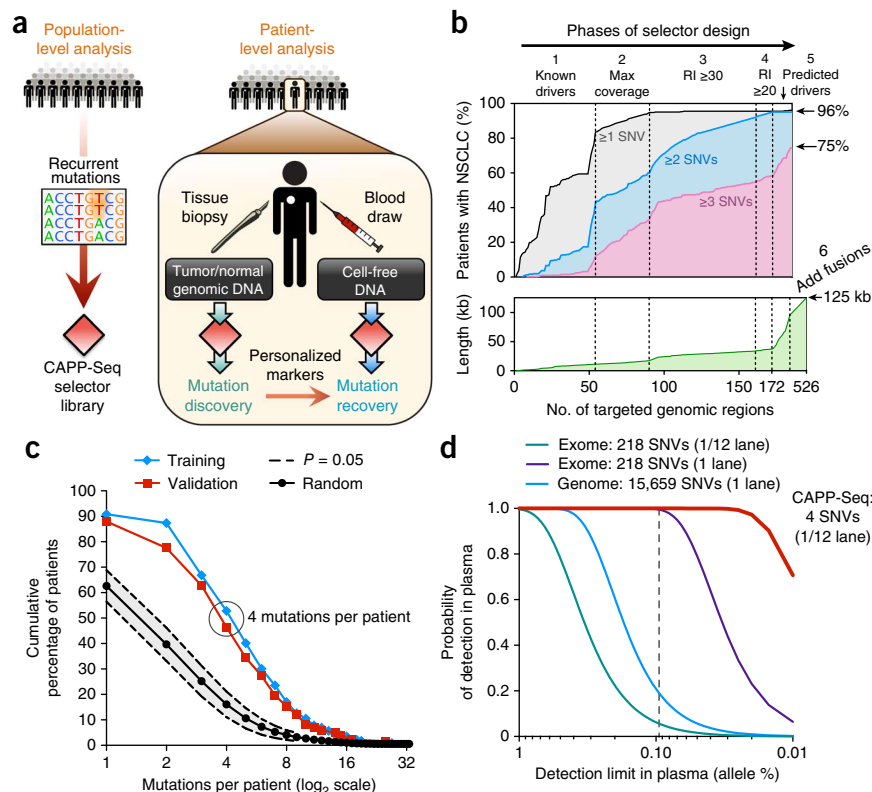 a
Population-
level analysis
Patient-
level analysis
Recurrent
mutations
ACCTGTCG
ACCTGTCG
ACCTGACG
ACCTGACG
CAPP-Seq
selector
library
Tissue
biopsy
Blood
draw
Tumor/normal
genomic DNA
Cell-free
DNA
Personalized
markers
Mutation
discovery
Mutation
recovery
b
Phases of selector design
1
Known
drivers
2
Max
coverage
3
RI ≥30
4
RI
≥20
5
Predicted
drivers
Patients with NSCLC (%)
100
80
60
40
20
0
≥1 SNV
≥2 SNVs
≥3 SNVs
96%
75%
6
Add fusions
Length (kb)
100
50
0
125 kb
0 50 100 150 172 526
No. of targeted genomic regions
c
Training
Validation
P = 0.05
Random
Cumulative
percentage of patients
100
90
80
70
60
50
40
30
20
10
0
4 mutations per patient
1 2 4 8 16 32
Mutations per patient (log2 scale)
d
Exome: 218 SNVs (1/12 lane)
Exome: 218 SNVs (1 lane)
Genome: 15,659 SNVs (1 lane)
CAPP-Seq:
4 SNVs
(1/12 lane)
Probability
of detection in plasma
1.0
0.8
0.6
0.4
0.2
0
1 0.10 0.01
Detection limit in plasma (allele %)